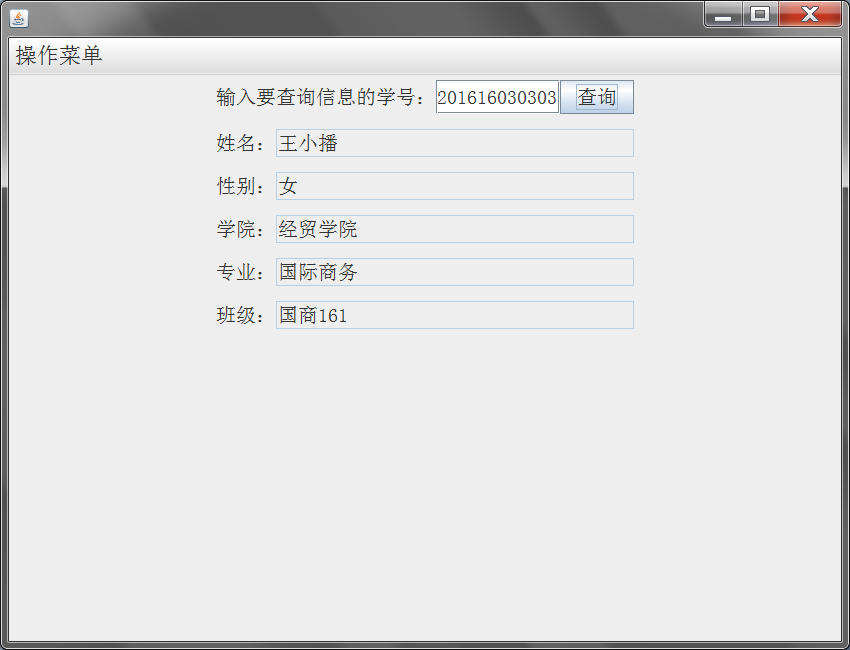 操作菜单
输入要查询信息的学号：201616030303 查询
姓名：王小播
性别：女
学院：经贸学院
专业：国际商务
班级：国商161